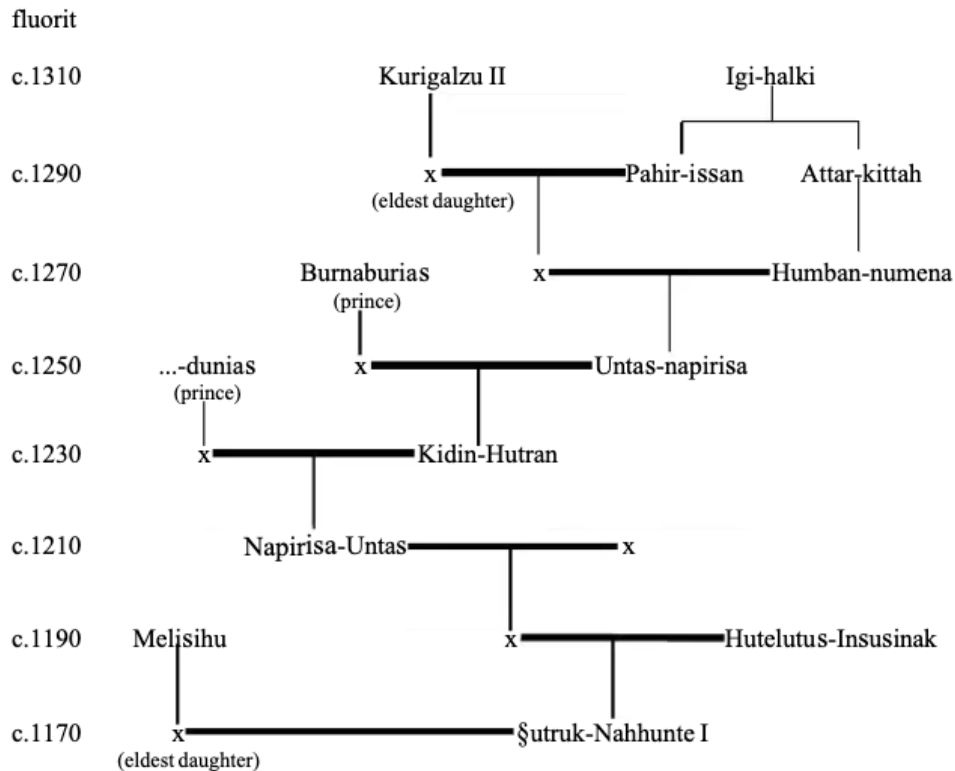 fluorit
c.1310 Kurigalzu II Igi-halki
c.1290 x Pahir-issan Attar-kittah
(eldest daughter)
c.1270 Burnaburias x Humban-numena
(prince)
c.1250 ...-dunias x Untas-napirisa
(prince)
c.1230 x Kidin-Hutran
c.1210 Napirisa-Untas x
c.1190 Melisihu x Hutelutus-Insusinak
c.1170 x §utruk-Nahhunte I
(eldest daughter)